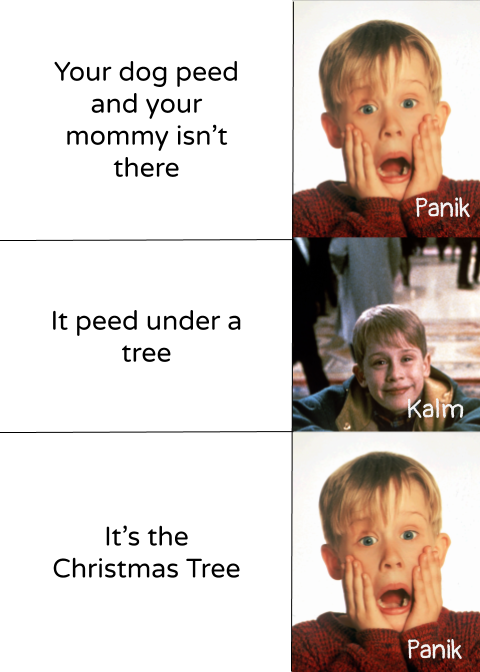 Your dog peed
and your
mommy isn’t
there
Panik
It peed under a
tree
Kalm
It’s the
Christmas Tree
Panik